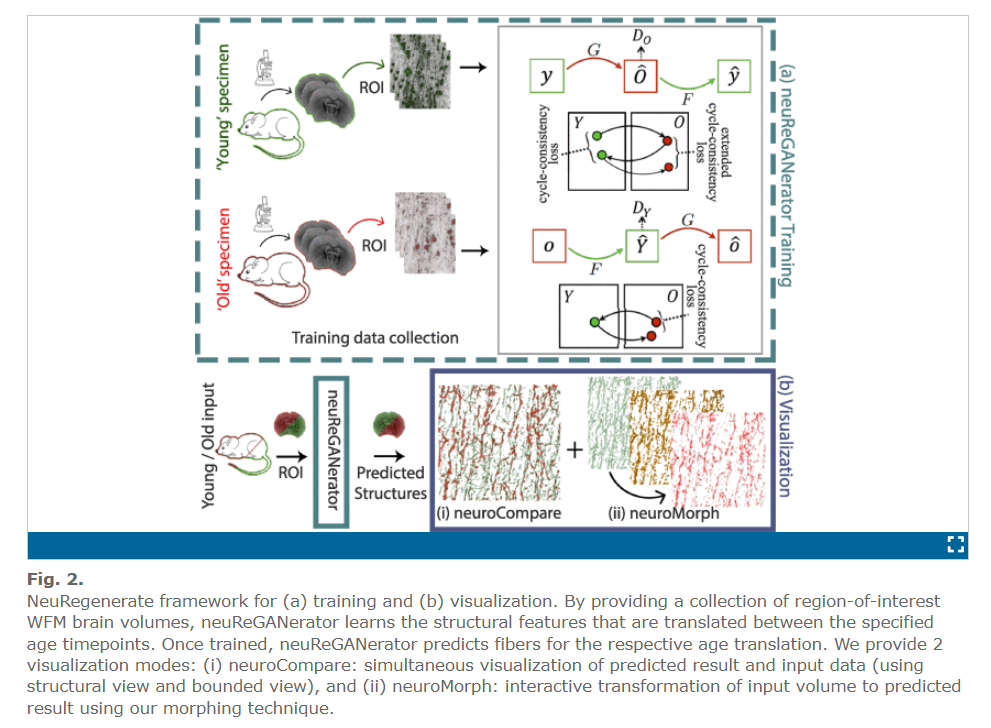 'Young' specimen
ROI
y
G
D_O
Ô
F
ŷ
Y
O
cycle-consistency
loss
extended
cycle-consistency
loss
(a) neuReGANerator Training
'Old' specimen
ROI
o
F
D_Y
Ŷ
G
ô
Y
O
cycle-consistency
loss
Training data collection
Young / Old input
ROI
neuReGANerator
Predicted
Structures
+
(i) neuroCompare
(ii) neuroMorph
(b) Visualization
Fig. 2.
NeuRegenerate framework for (a) training and (b) visualization. By providing a collection of region-of-interest
WFM brain volumes, neuReGANerator learns the structural features that are translated between the specified
age timepoints. Once trained, neuReGANerator predicts fibers for the respective age translation. We provide 2
visualization modes: (i) neuroCompare: simultaneous visualization of predicted result and input data (using
structural view and bounded view), and (ii) neuroMorph: interactive transformation of input volume to predicted
result using our morphing technique.